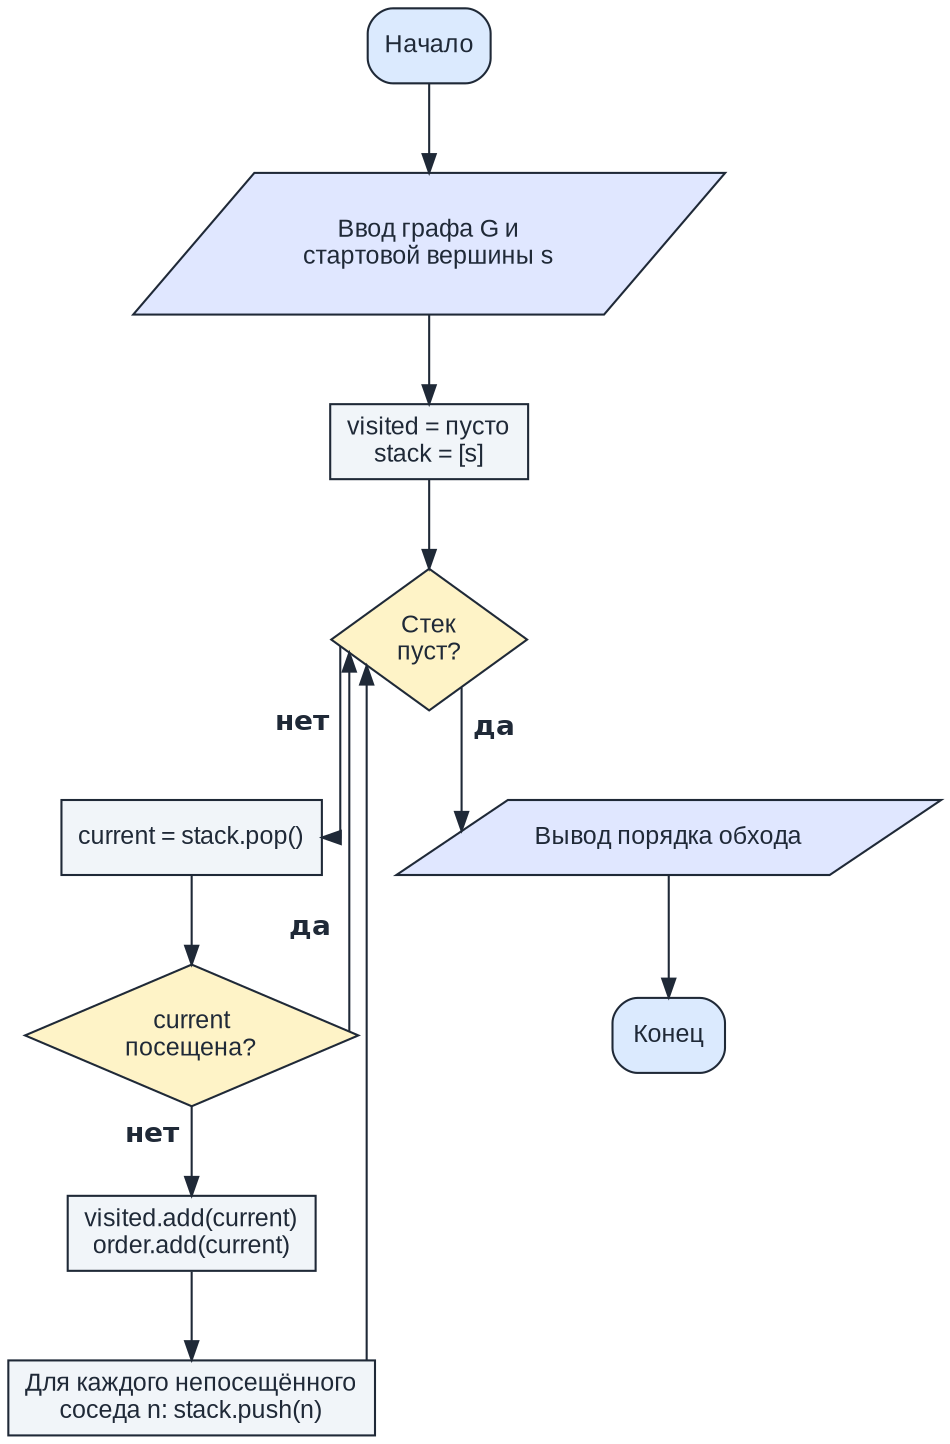 Начало
Ввод графа G и
стартовой вершины s
visited = пусто
stack = [s]
Стек
пуст?
нет
да
current = stack.pop()
Вывод порядка обхода
да
current
посещена?
Конец
нет
visited.add(current)
order.add(current)
Для каждого непосещённого
соседа n: stack.push(n)